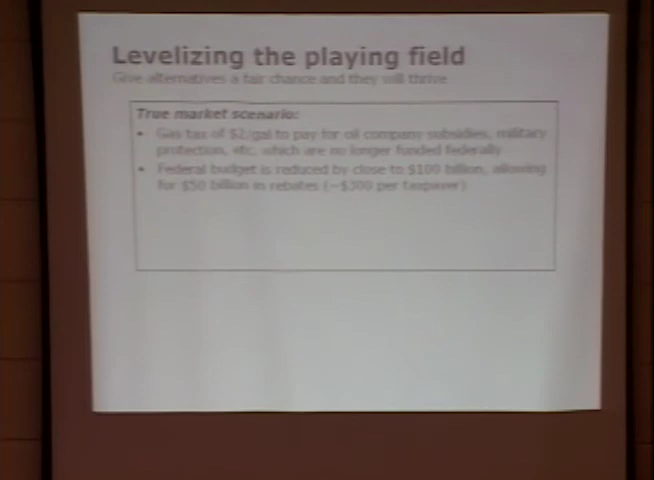 Levelizing the playing field
Give alternatives a fair chance and they will thrive
True market scenario:
• Gas tax of $2/gal to pay for oil company subsidies, military
protection, etc. which are no longer funded federally
• Federal budget is reduced by close to $100 billion, allowing
for $50 billion in rebates (~$300 per taxpayer)